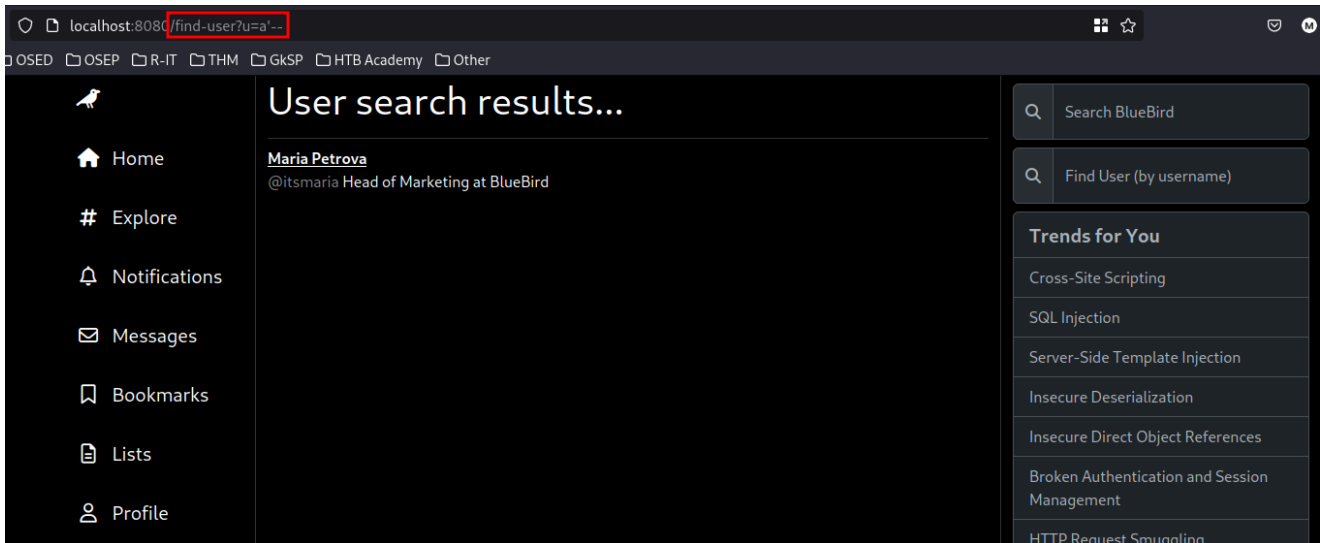 localhost:8080/find-user?u=a'--
OSED OSEP R-IT THM GkSP HTB Academy Other
User search results...
Maria Petrova
@itsmaria Head of Marketing at BlueBird
Home
Explore
Notifications
Messages
Bookmarks
Lists
Profile
Search BlueBird
Find User (by username)
Trends for You
Cross-Site Scripting
SQL Injection
Server-Side Template Injection
Insecure Deserialization
Insecure Direct Object References
Broken Authentication and Session
Management
HTTP Request Smuggling
M